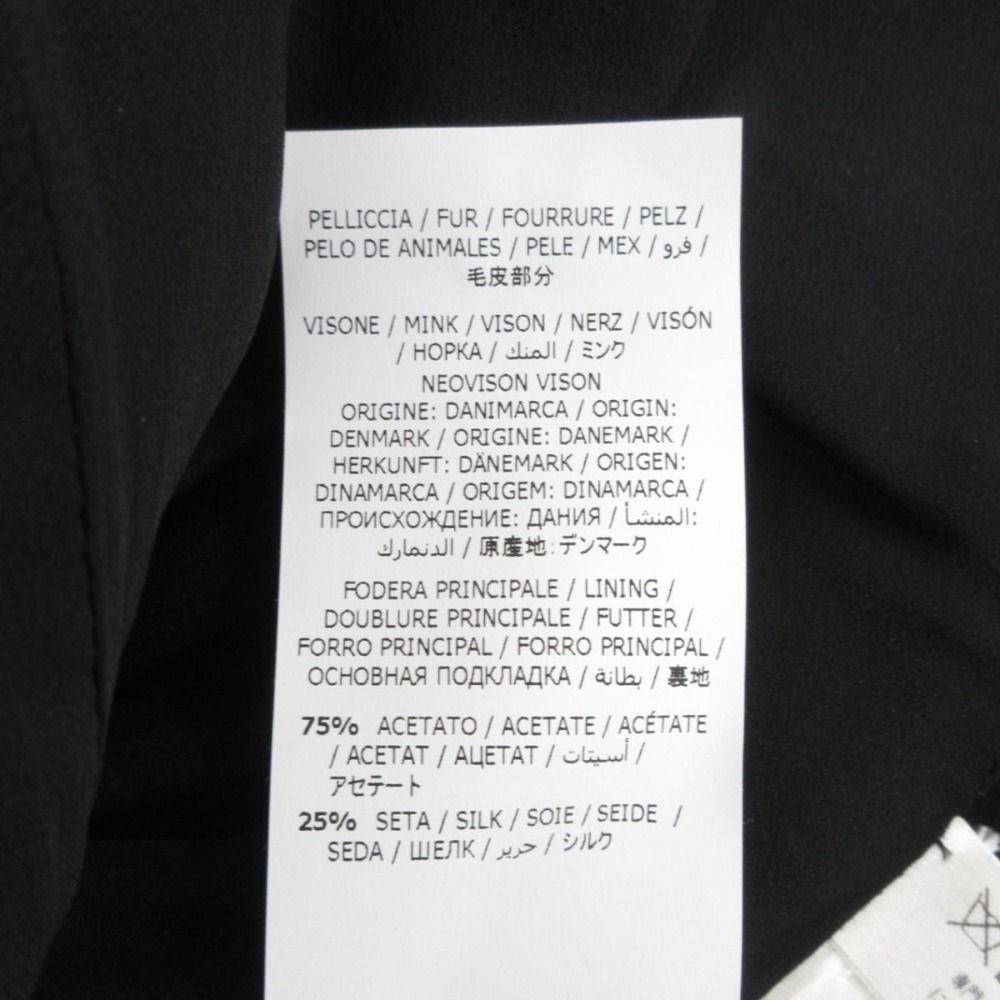 PELLICCIA / FUR / FOURRURE / PELZ /
PELO DE ANIMALES / PELE / МЕХ / فرو /
毛皮部分
VISONE / MINK / VISON / NERZ / VISÓN
/ НОРКА / المنك / ミンク
NEOVISON VISON
ORIGINE: DANIMARCA / ORIGIN:
DENMARK / ORIGINE: DANEMARK /
HERKUNFT: DÄNEMARK / ORIGEN:
DINAMARCA / ORIGEM: DINAMARCA /
ПРОИСХОЖДЕНИЕ: ДАНИЯ / المنشأ:
الدنمارك / 原産地:デンマーク
FODERA PRINCIPALE / LINING /
DOUBLURE PRINCIPALE / FUTTER /
FORRO PRINCIPAL / FORRO PRINCIPAL /
ОСНОВНАЯ ПОДКЛАДКА / بطانة / 裏地
75% ACETATO / ACETATE / ACÉTATE
/ ACETAT / АЦЕТАТ / أسيتات /
アセテート
25% SETA / SILK / SOIE / SEIDE /
SEDA / ШЕЛК / حرير / シルク
専門